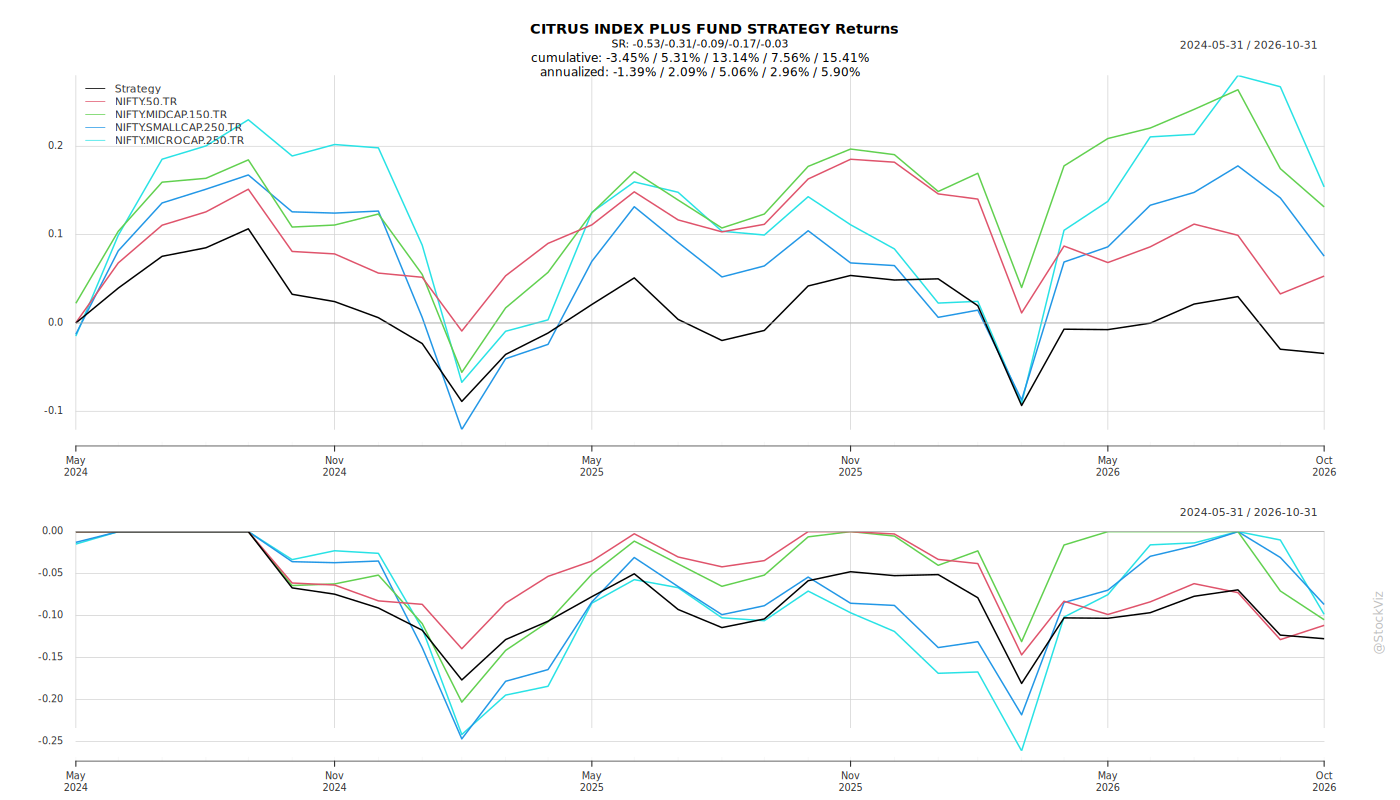 CITRUS INDEX PLUS FUND STRATEGY Returns
SR: -0.53/-0.31/-0.09/-0.17/-0.03
cumulative: -3.45% / 5.31% / 13.14% / 7.56% / 15.41%
annualized: -1.39% / 2.09% / 5.06% / 2.96% / 5.90%
2024-05-31 / 2026-10-31
Strategy
NIFTY.50.TR
NIFTY.MIDCAP.150.TR
NIFTY.SMALLCAP.250.TR
NIFTY.MICROCAP.250.TR
0.2
0.1
0.0
-0.1
May Nov May Nov May Oct
2024 2024 2025 2025 2026 2026
2024-05-31 / 2026-10-31
0.00
-0.05
-0.10
-0.15
-0.20
-0.25
May Nov May Nov May Oct
2024 2024 2025 2025 2026 2026
@StockViz